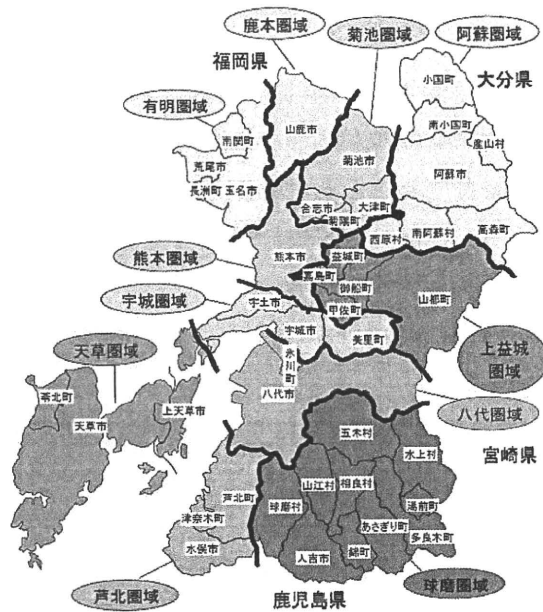 鹿本圏域
菊池圏域
阿蘇圏域
福岡県
大分県
小国町
有明圏域
南小国町
山鹿市
産山村
南関町
菊池市
荒尾市
阿蘇市
長洲町
玉名市
合志市
大津町
菊陽町
高森町
西原村
南阿蘇村
熊本圏域
熊本市
益城町
嘉島町
御船町
宇城圏域
宇土市
山都町
甲佐町
宇城市
美里町
天草圏域
上益城
圏域
氷川町
苓北町
八代市
上天草市
天草市
八代圏域
五木村
宮崎県
水上村
芦北町
山江村
相良村
球磨村
湯前町
津奈木町
あさぎり町
多良木町
水俣市
錦町
人吉市
芦北圏域
鹿児島県
球磨圏域